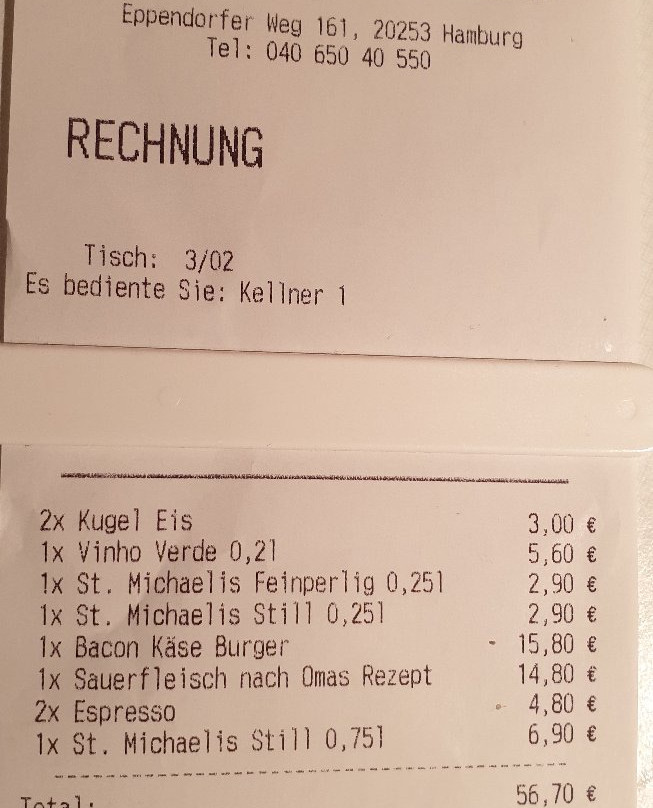 Eppendorfer Weg 161, 20253 Hamburg
Tel: 040 650 40 550
RECHNUNG
Tisch: 3/02
Es bediente Sie: Kellner 1
2x Kugel Eis 3,00 €
1x Vinho Verde 0,2l 5,60 €
1x St. Michaelis Feinperlig 0,25l 2,90 €
1x St. Michaelis Still 0,25l 2,90 €
1x Bacon Käse Burger 15,80 €
1x Sauerfleisch nach Omas Rezept 14,80 €
2x Espresso 4,80 €
1x St. Michaelis Still 0,75l 6,90 €
Total: 56,70 €